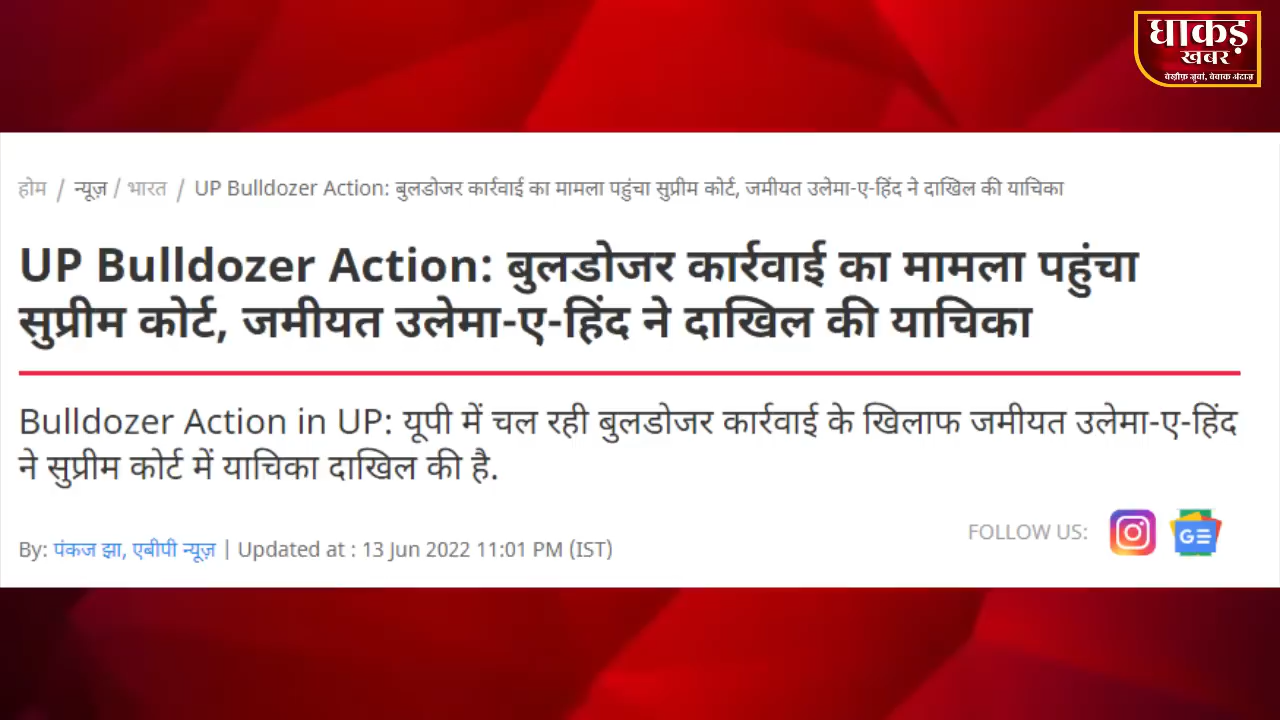 धाकड़
खबर
बेख़ौफ़ जुबां, बेबाक अंदाज़
होम / न्यूज़ / भारत / UP Bulldozer Action: बुलडोजर कार्रवाई का मामला पहुंचा सुप्रीम कोर्ट, जमीयत उलेमा-ए-हिंद ने दाखिल की याचिका
UP Bulldozer Action: बुलडोजर कार्रवाई का मामला पहुंचा
सुप्रीम कोर्ट, जमीयत उलेमा-ए-हिंद ने दाखिल की याचिका
Bulldozer Action in UP: यूपी में चल रही बुलडोजर कार्रवाई के खिलाफ जमीयत उलेमा-ए-हिंद
ने सुप्रीम कोर्ट में याचिका दाखिल की है.
FOLLOW US:
By: पंकज झा, एबीपी न्यूज़ | Updated at : 13 Jun 2022 11:01 PM (IST)